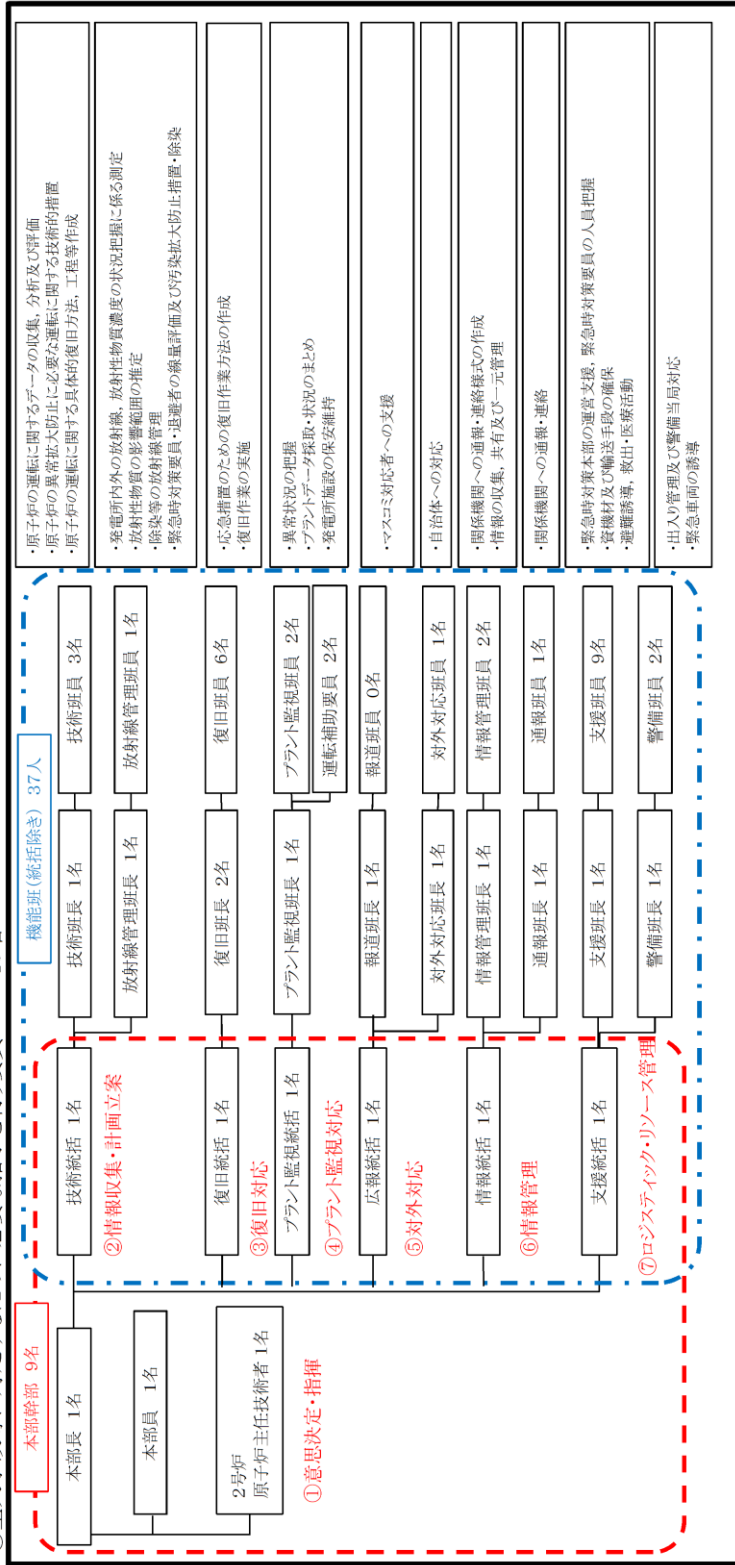 本部幹部 9名
機能班(統括除き) 37人
本部長 1名
本部員 1名
2号炉
原子炉主任技術者 1名
①意思決定・指揮
技術統括 1名
②情報収集・計画立案
技術班長 1名
技術班員 3名
・原子炉の運転に関するデータの収集, 分析及び評価
・原子炉の異常拡大防止に必要な運転に関する技術的措置
・原子炉の運転に関する具体的復旧方法, 工程等作成
放射線管理班長 1名
放射線管理班員 1名
・発電所内外の放射線, 放射性物質濃度の状況把握に係る測定
・放射性物質の影響範囲の推定
・除染等の放射線管理
・緊急時対策要員・退避者の線量評価及び汚染拡大防止措置・除染
復旧統括 1名
③復旧対応
復旧班長 2名
復旧班員 6名
・応急措置のための復旧作業方法の作成
・復旧作業の実施
プラント監視統括 1名
④プラント監視対応
プラント監視班長 1名
プラント監視班員 2名
運転補助要員 2名
・異常状況の把握
・プラントデータ採取・状況のまとめ
・発電所施設の保安維持
広報統括 1名
⑤対外対応
報道班長 1名
報道班員 0名
・マスコミ対応者への支援
対外対応班長 1名
対外対応班員 1名
・自治体への対応
情報統括 1名
⑥情報管理
情報管理班長 1名
情報管理班員 2名
・関係機関への通報・連絡様式の作成
・情報の収集, 共有及び一元管理
通報班長 1名
通報班員 1名
・関係機関への通報・連絡
支援統括 1名
⑦ロジスティック・リソース管理
支援班長 1名
支援班員 9名
・緊急時対策本部の運営支援, 緊急時対策要員の人員把握
・資機材及び輸送手段の確保
・避難誘導, 救出・医療活動
警備班長 1名
警備班員 2名
・出入り管理及び警備当局対応
・緊急車両の誘導